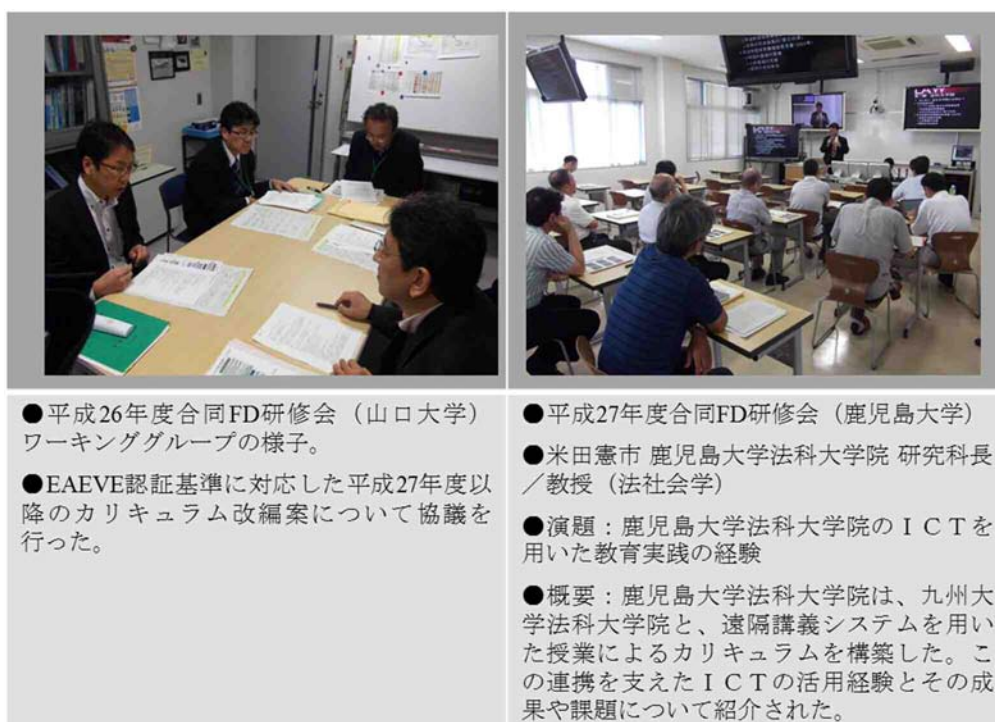 ●平成26年度合同FD研修会（山口大学）
ワーキンググループの様子。
●EAEVE認証基準に対応した平成27年度以
降のカリキュラム改編案について協議を
行った。
●平成27年度合同FD研修会（鹿児島大学）
●米田憲市 鹿児島大学法科大学院 研究科長
／教授（法社会学）
●演題：鹿児島大学法科大学院のＩＣＴを
用いた教育実践の経験
●概要：鹿児島大学法科大学院は、九州大
学法科大学院と、遠隔講義システムを用い
た授業によるカリキュラムを構築した。こ
の連携を支えたＩＣＴの活用経験とその成
果や課題について紹介された。